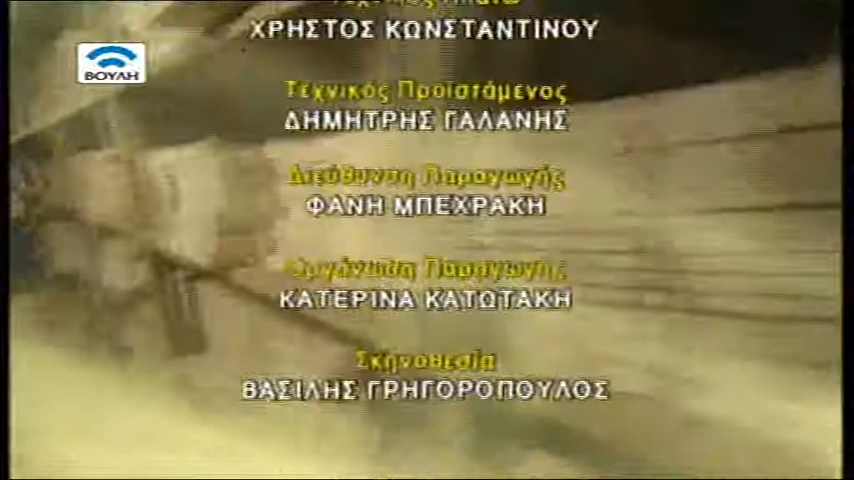 ΧΡΗΣΤΟΣ ΚΩΝΣΤΑΝΤΙΝΟΥ
ΒΟΥΛΗ
Τεχνικός Προϊστάμενος
ΔΗΜΗΤΡΗΣ ΓΑΛΑΝΗΣ
Διεύθυνση Παραγωγής
ΦΑΝΗ ΜΠΕΧΡΑΚΗ
Οργάνωση Παραγωγής
ΚΑΤΕΡΙΝΑ ΚΑΤΩΤΑΚΗ
Σκηνοθεσία
ΒΑΣΙΛΗΣ ΓΡΗΓΟΡΟΠΟΥΛΟΣ